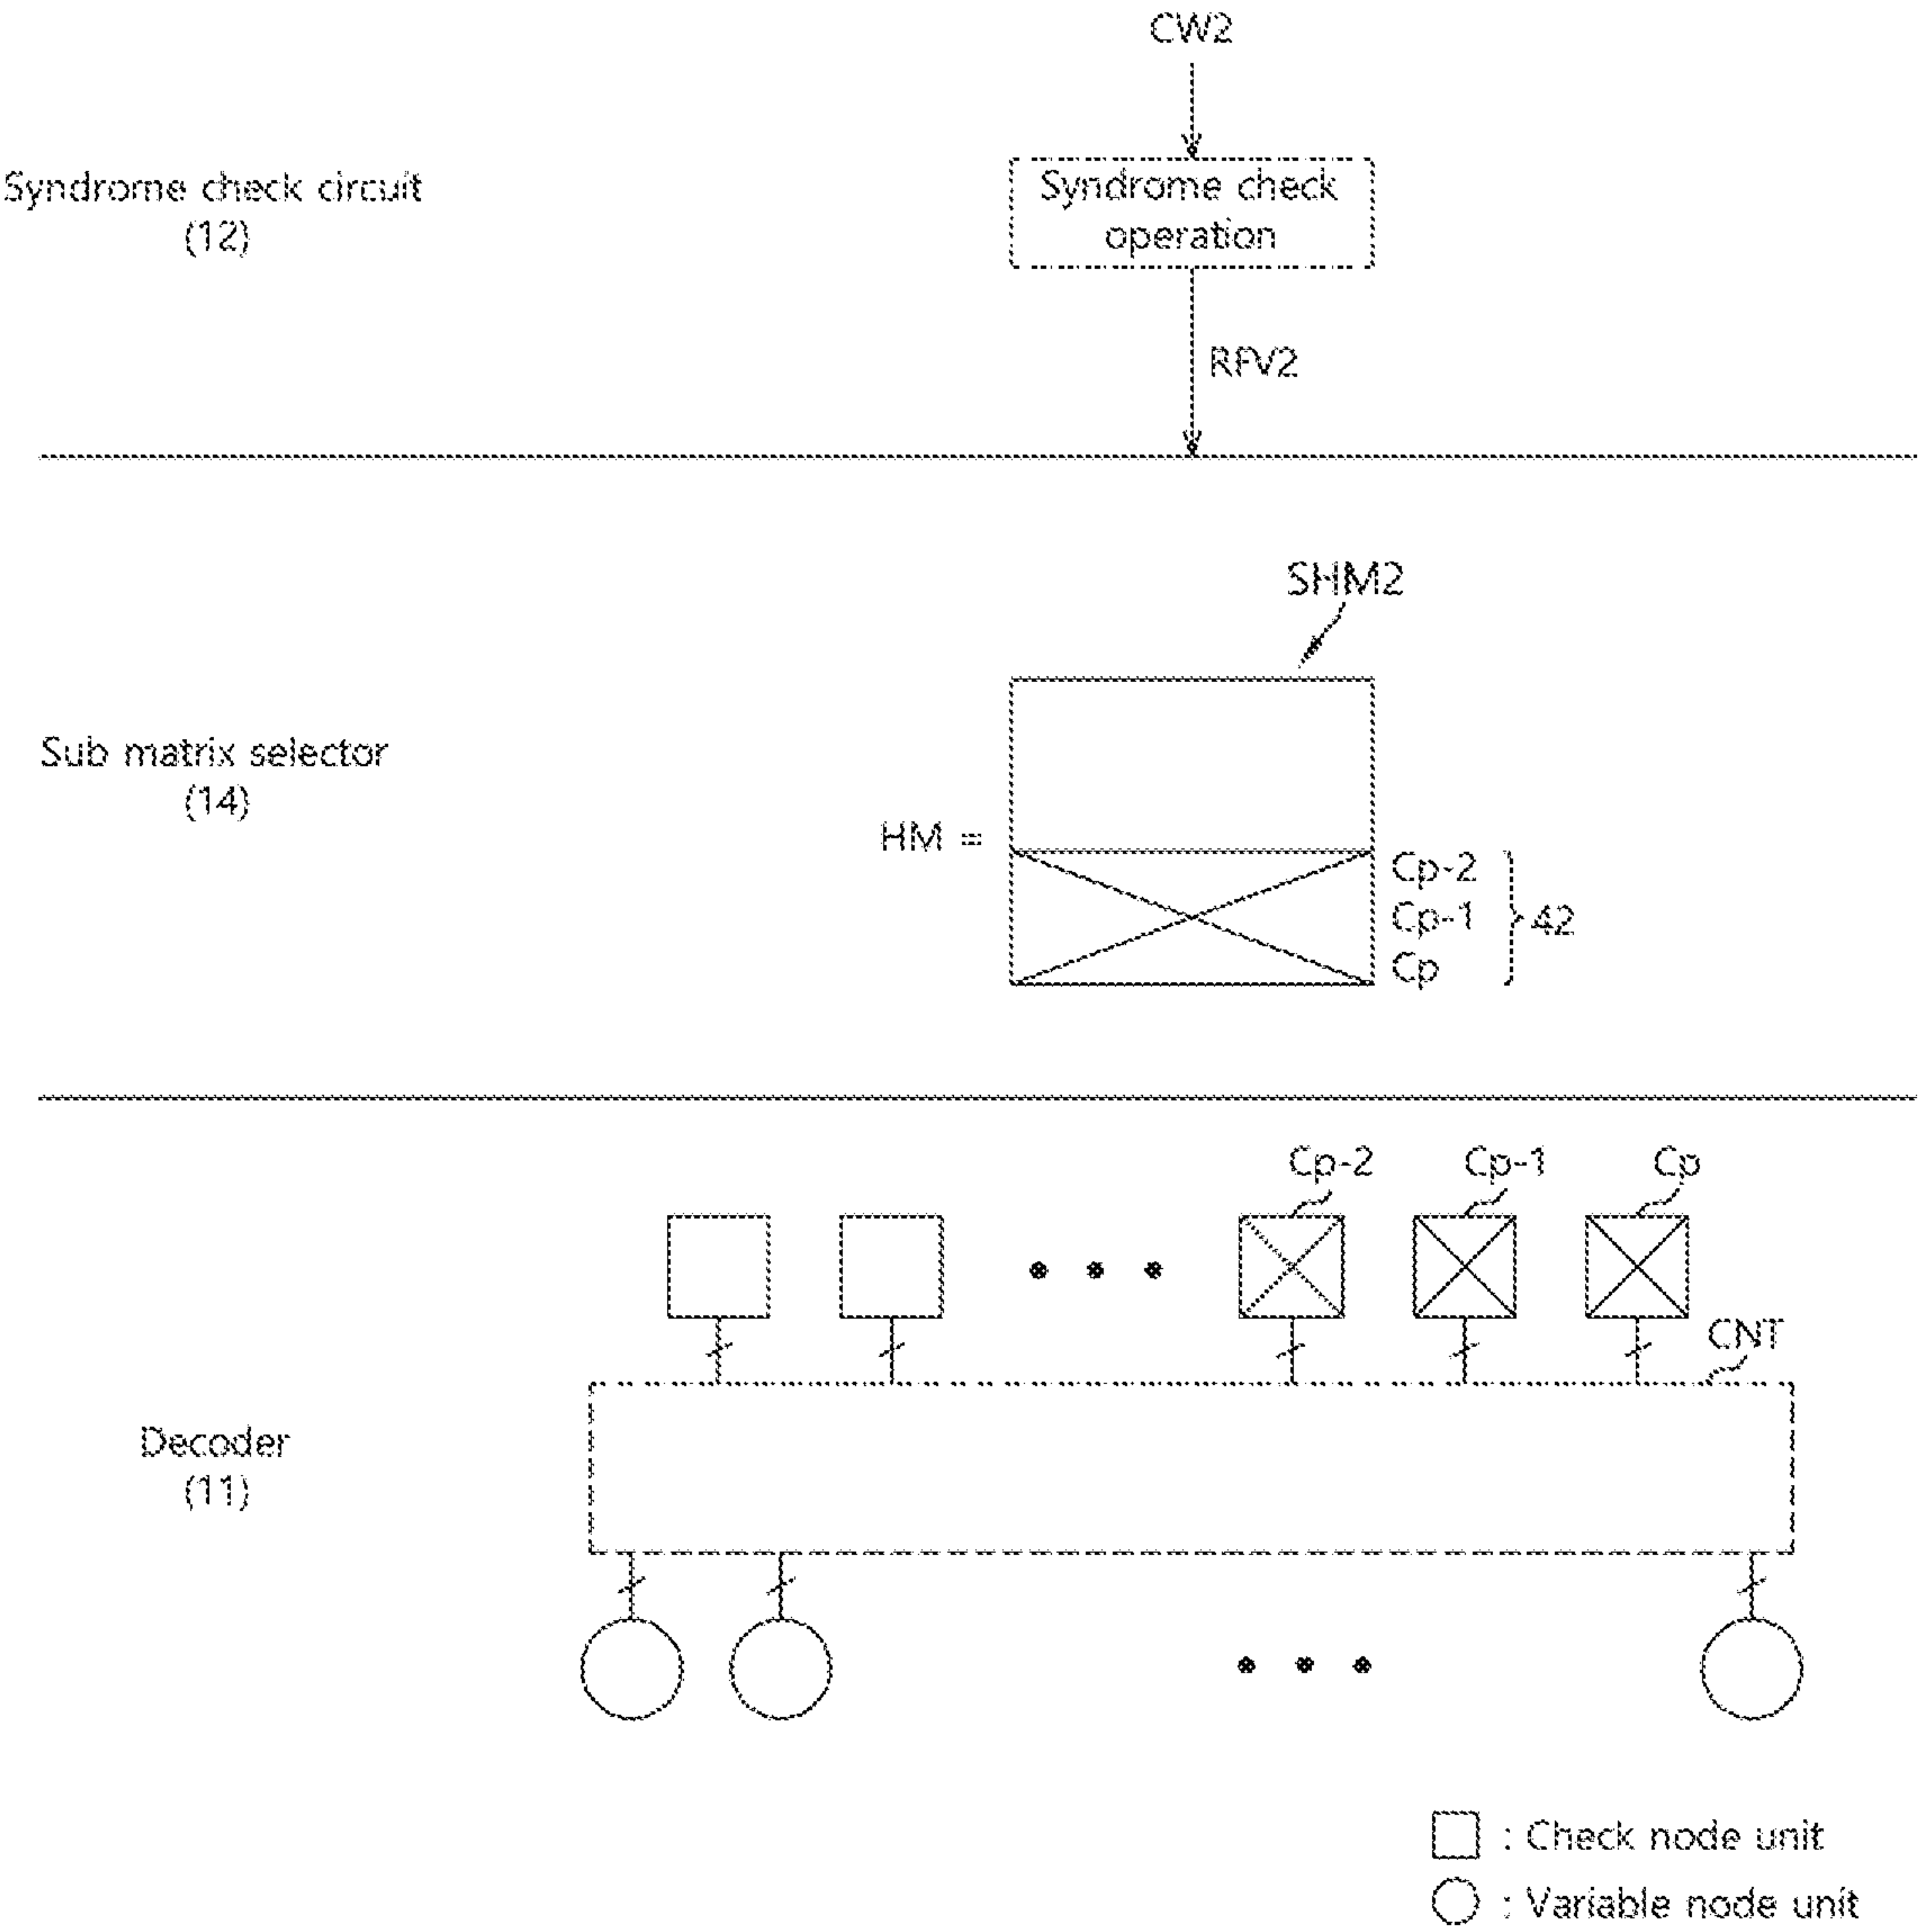 CW2
Syndrome check circuit
(12)
Syndrome check
operation
RFV2
SHM2
Sub matrix selector
(14)
HM =
Cp-2
Cp-1
Cp
42
Cp-2
Cp-1
Cp
CNT
Decoder
(11)
: Check node unit
: Variable node unit